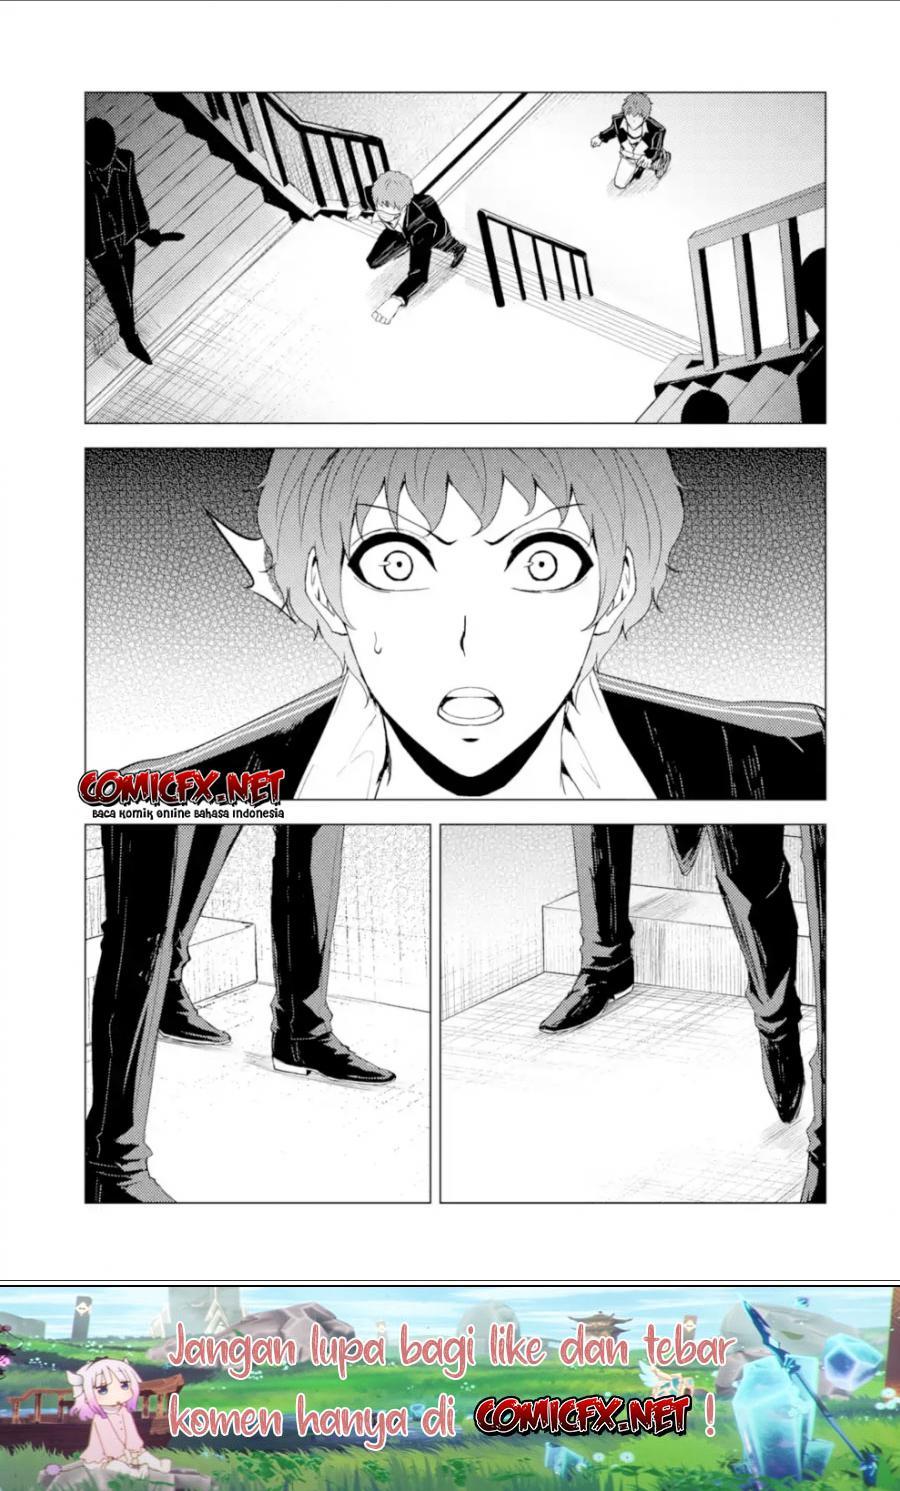 COMICFX.NET
Baca Komik Online Bahasa Indonesia
Jangan lupa bagi like dan tebar
komen hanya di COMICFX.NET !